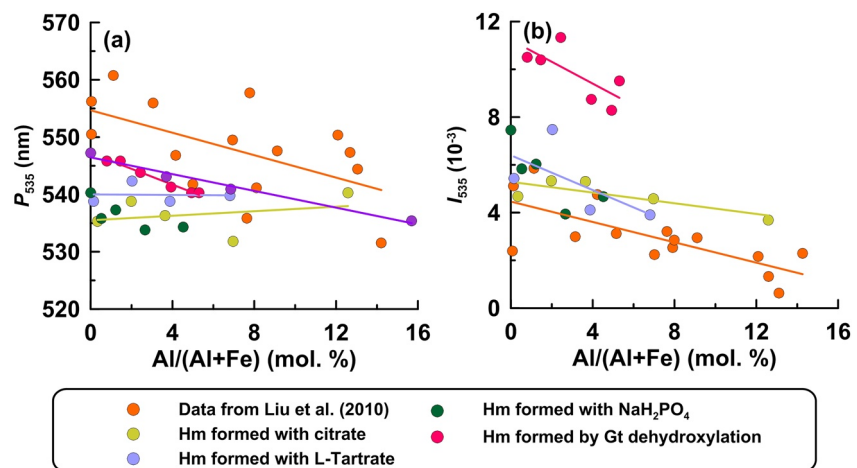 570
560
550
540
530
520
P535 (nm)
(a)
0 4 8 12 16
Al/(Al+Fe) (mol. %)
12
8
4
0
I535 (10-3)
(b)
0 4 8 12 16
Al/(Al+Fe) (mol. %)
Data from Liu et al. (2010)
Hm formed with citrate
Hm formed with L-Tartrate
Hm formed with NaH2PO4
Hm formed by Gt dehydroxylation